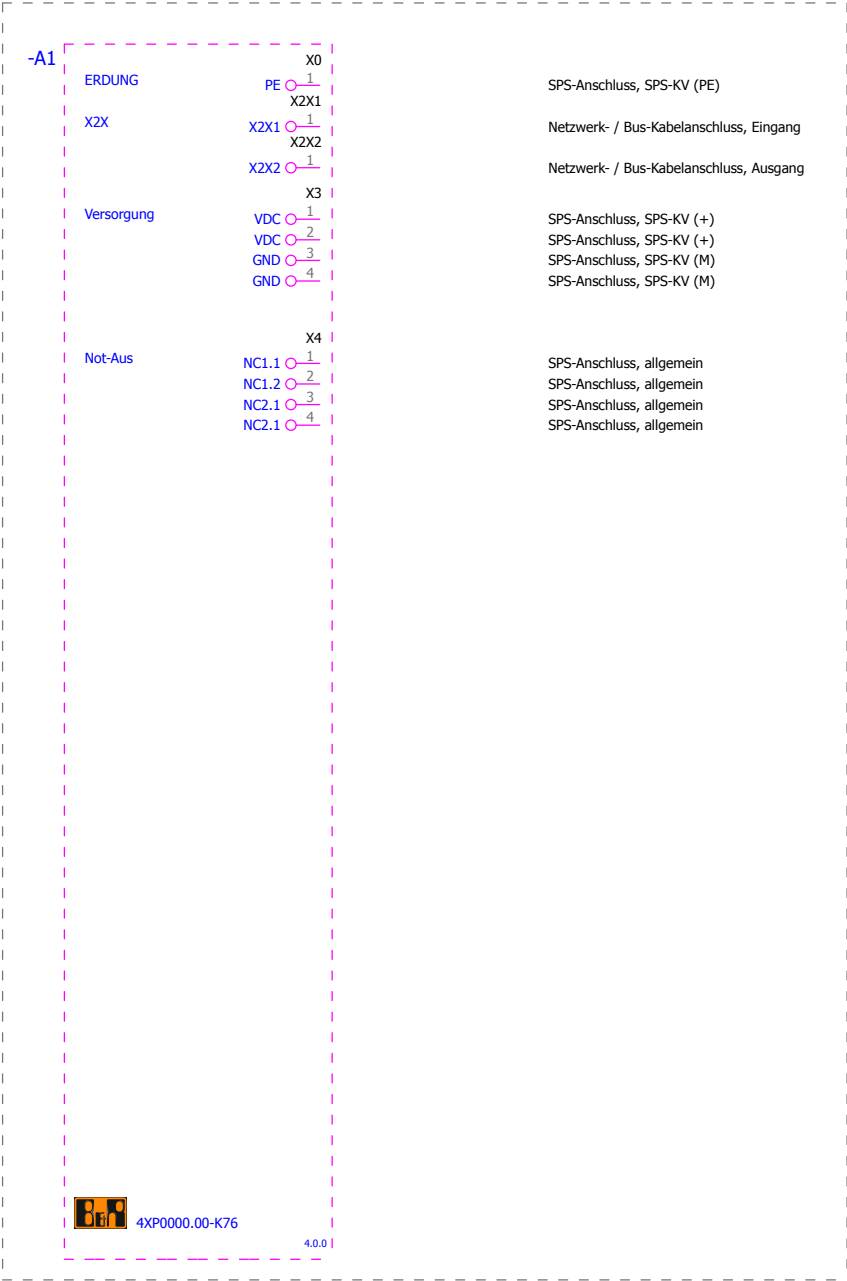 -A1
X0
ERDUNG PE 1 SPS-Anschluss, SPS-KV (PE)
X2X1
X2X X2X1 1 Netzwerk- / Bus-Kabelanschluss, Eingang
X2X2
X2X2 1 Netzwerk- / Bus-Kabelanschluss, Ausgang
X3
Versorgung VDC 1 SPS-Anschluss, SPS-KV (+)
VDC 2 SPS-Anschluss, SPS-KV (+)
GND 3 SPS-Anschluss, SPS-KV (M)
GND 4 SPS-Anschluss, SPS-KV (M)
X4
Not-Aus NC1.1 1 SPS-Anschluss, allgemein
NC1.2 2 SPS-Anschluss, allgemein
NC2.1 3 SPS-Anschluss, allgemein
NC2.1 4 SPS-Anschluss, allgemein
B&R 4XP0000.00-K76
4.0.0